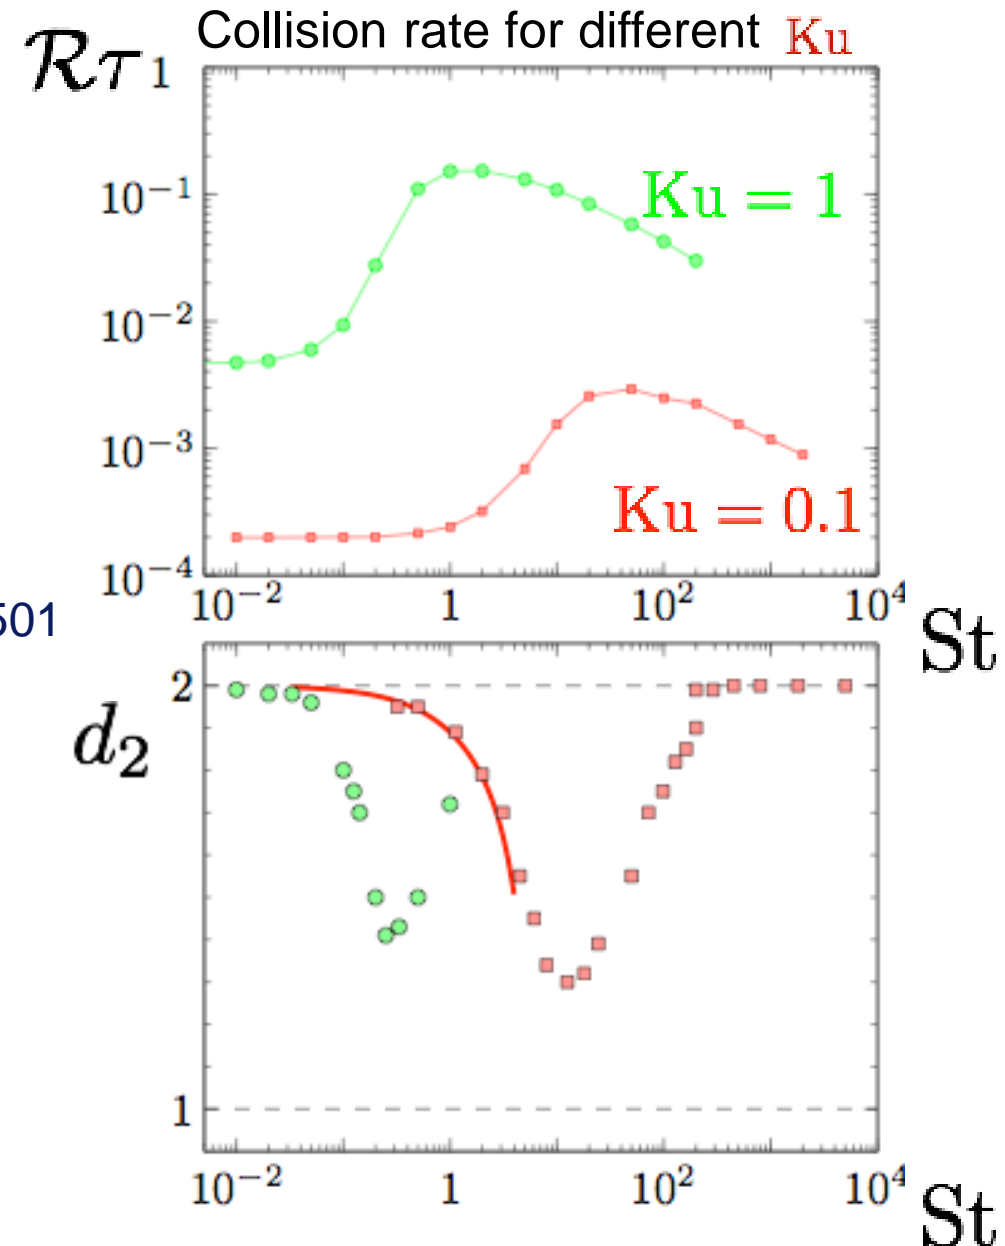 Collision rate for different Ku
ℛτ
1
10⁻¹
Ku = 1
10⁻²
10⁻³
Ku = 0.1
10⁻⁴
10⁻² 1 10² 10⁴
501
St
2
d₂
1
10⁻² 1 10² 10⁴
St